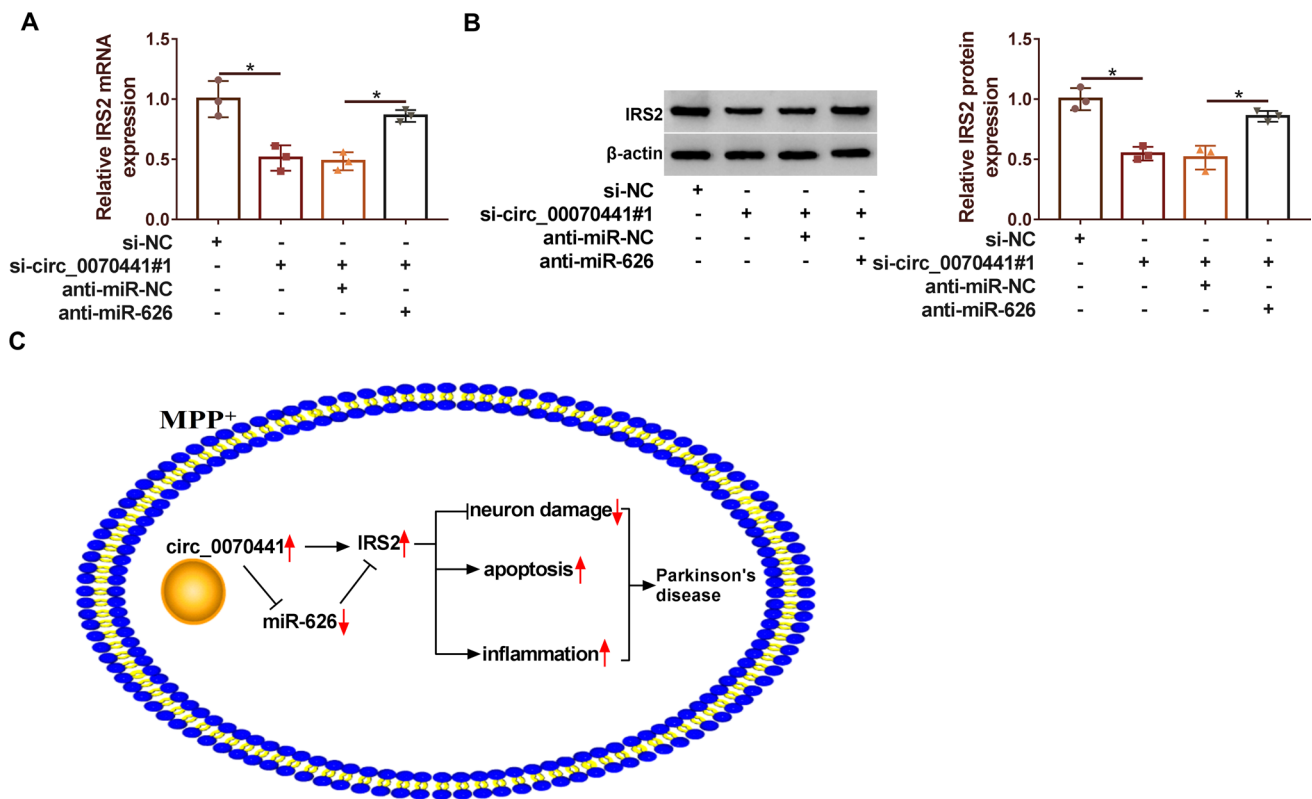 A
Relative IRS2 mRNA
expression
1.5
1.0
0.5
0.0
*
*
si-NC + - - -
si-circ_0070441#1 - + + +
anti-miR-NC - - + -
anti-miR-626 - - - +
B
IRS2
β-actin
si-NC + - - -
si-circ_00070441#1 - + + +
anti-miR-NC - - + -
anti-miR-626 - - - +
Relative IRS2 protein
expression
1.5
1.0
0.5
0.0
*
*
si-NC + - - -
si-circ_0070441#1 - + + +
anti-miR-NC - - + -
anti-miR-626 - - - +
C
MPP+
circ_0070441
IRS2
miR-626
neuron damage
apoptosis
inflammation
Parkinson's
disease